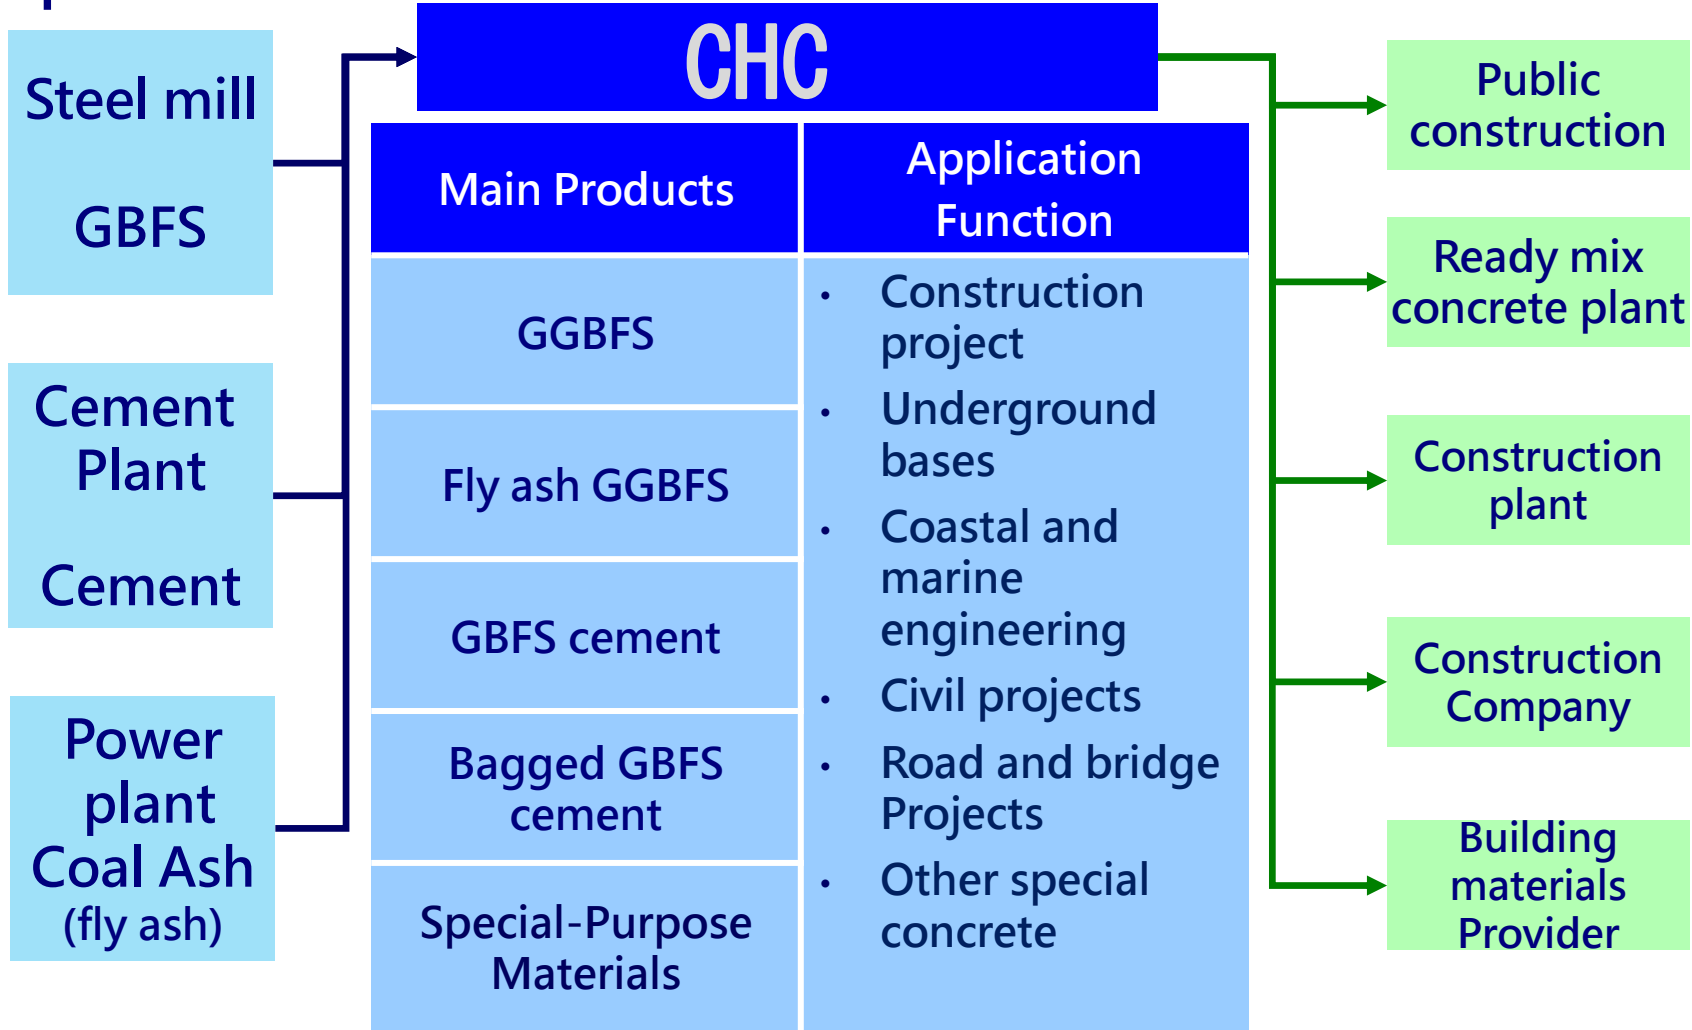 Steel mill
GBFS
Cement
Plant
Cement
Power
plant
Coal Ash
(fly ash)
CHC
Main Products
Application
Function
GGBFS
Fly ash GGBFS
GBFS cement
Bagged GBFS
cement
Special-Purpose
Materials
• Construction
project
• Underground
bases
• Coastal and
marine
engineering
• Civil projects
• Road and bridge
Projects
• Other special
concrete
Public
construction
Ready mix
concrete plant
Construction
plant
Construction
Company
Building
materials
Provider